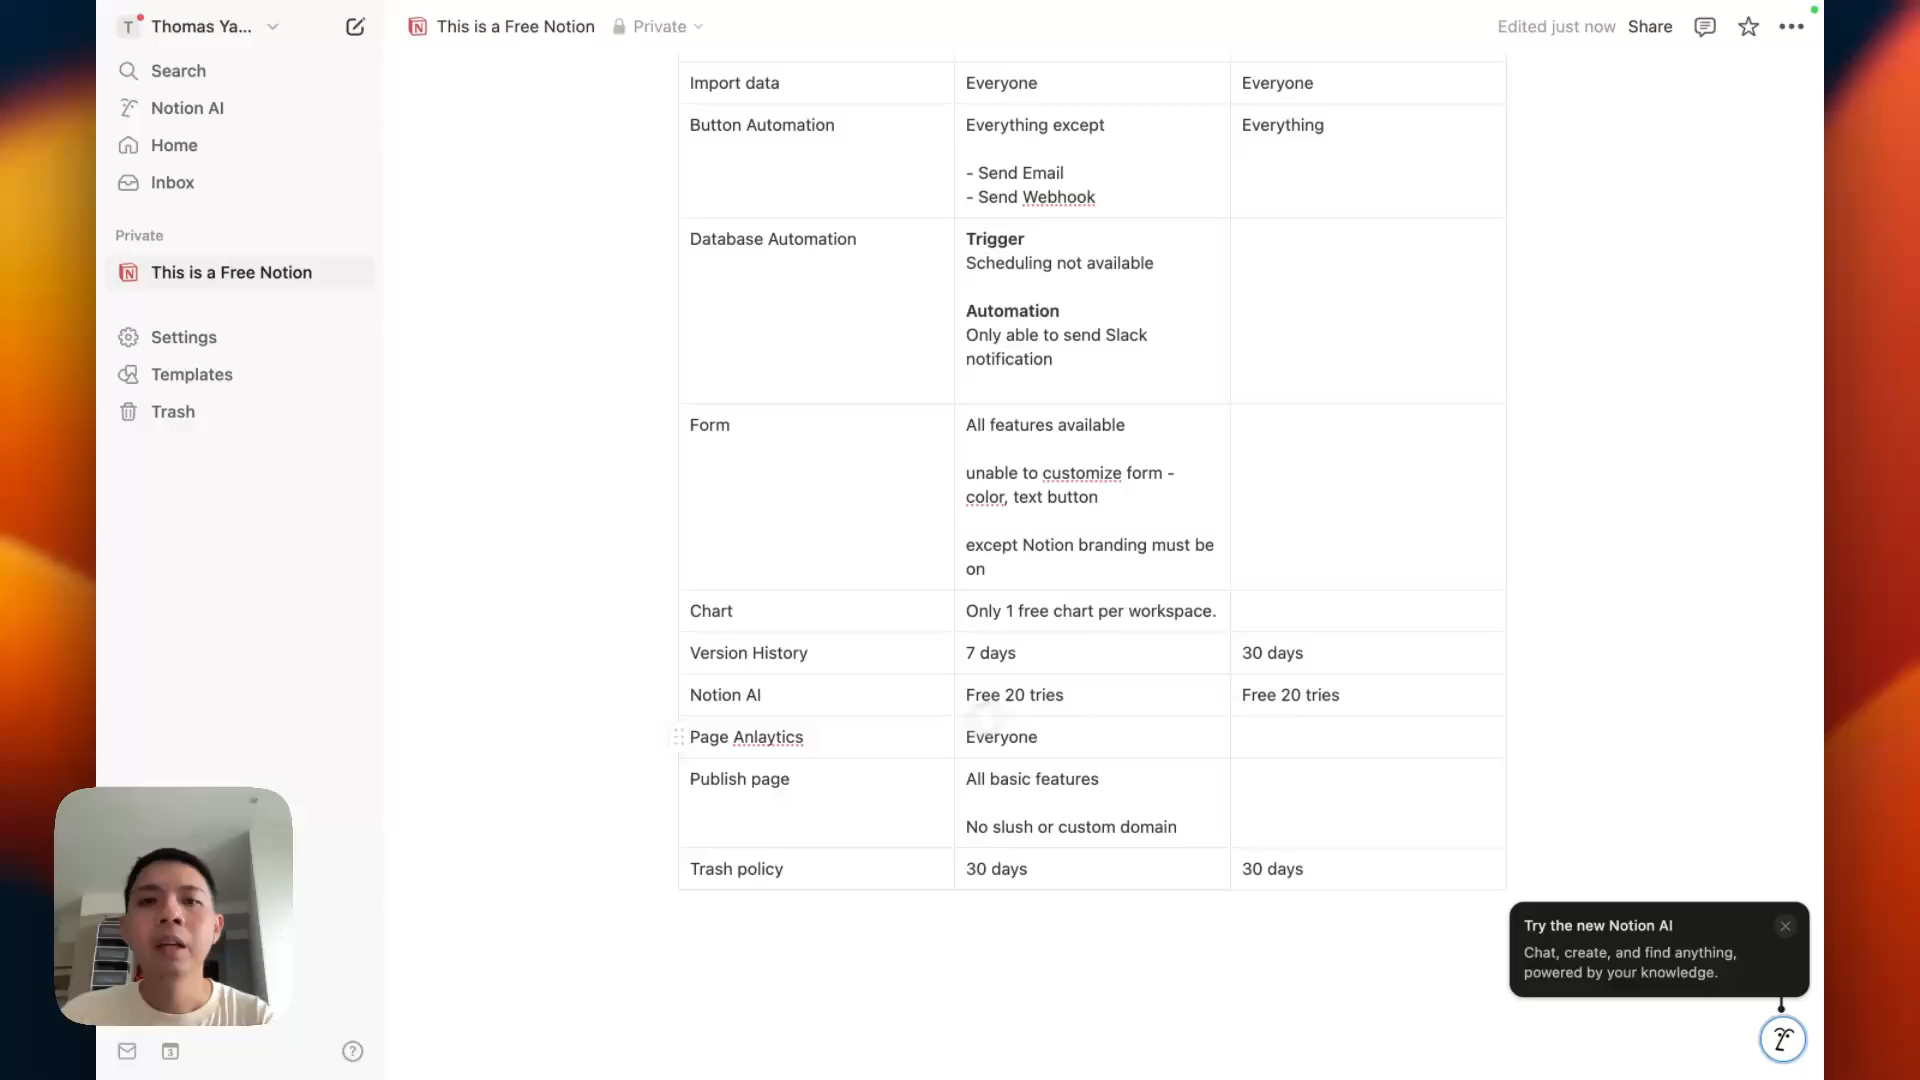 T Thomas Ya...
Search
Notion AI
Home
Inbox
Private
This is a Free Notion
Settings
Templates
Trash
3
?
This is a Free Notion
Private
Edited just now
Share
Import data
Everyone
Everyone
Button Automation
Everything except
- Send Email
- Send Webhook
Everything
Database Automation
Trigger
Scheduling not available
Automation
Only able to send Slack
notification
Form
All features available
unable to customize form -
color, text button
except Notion branding must be
on
Chart
Only 1 free chart per workspace.
Version History
7 days
30 days
Notion AI
Free 20 tries
Free 20 tries
Page Anlaytics
Everyone
Publish page
All basic features
No slush or custom domain
Trash policy
30 days
30 days
Try the new Notion AI
Chat, create, and find anything,
powered by your knowledge.